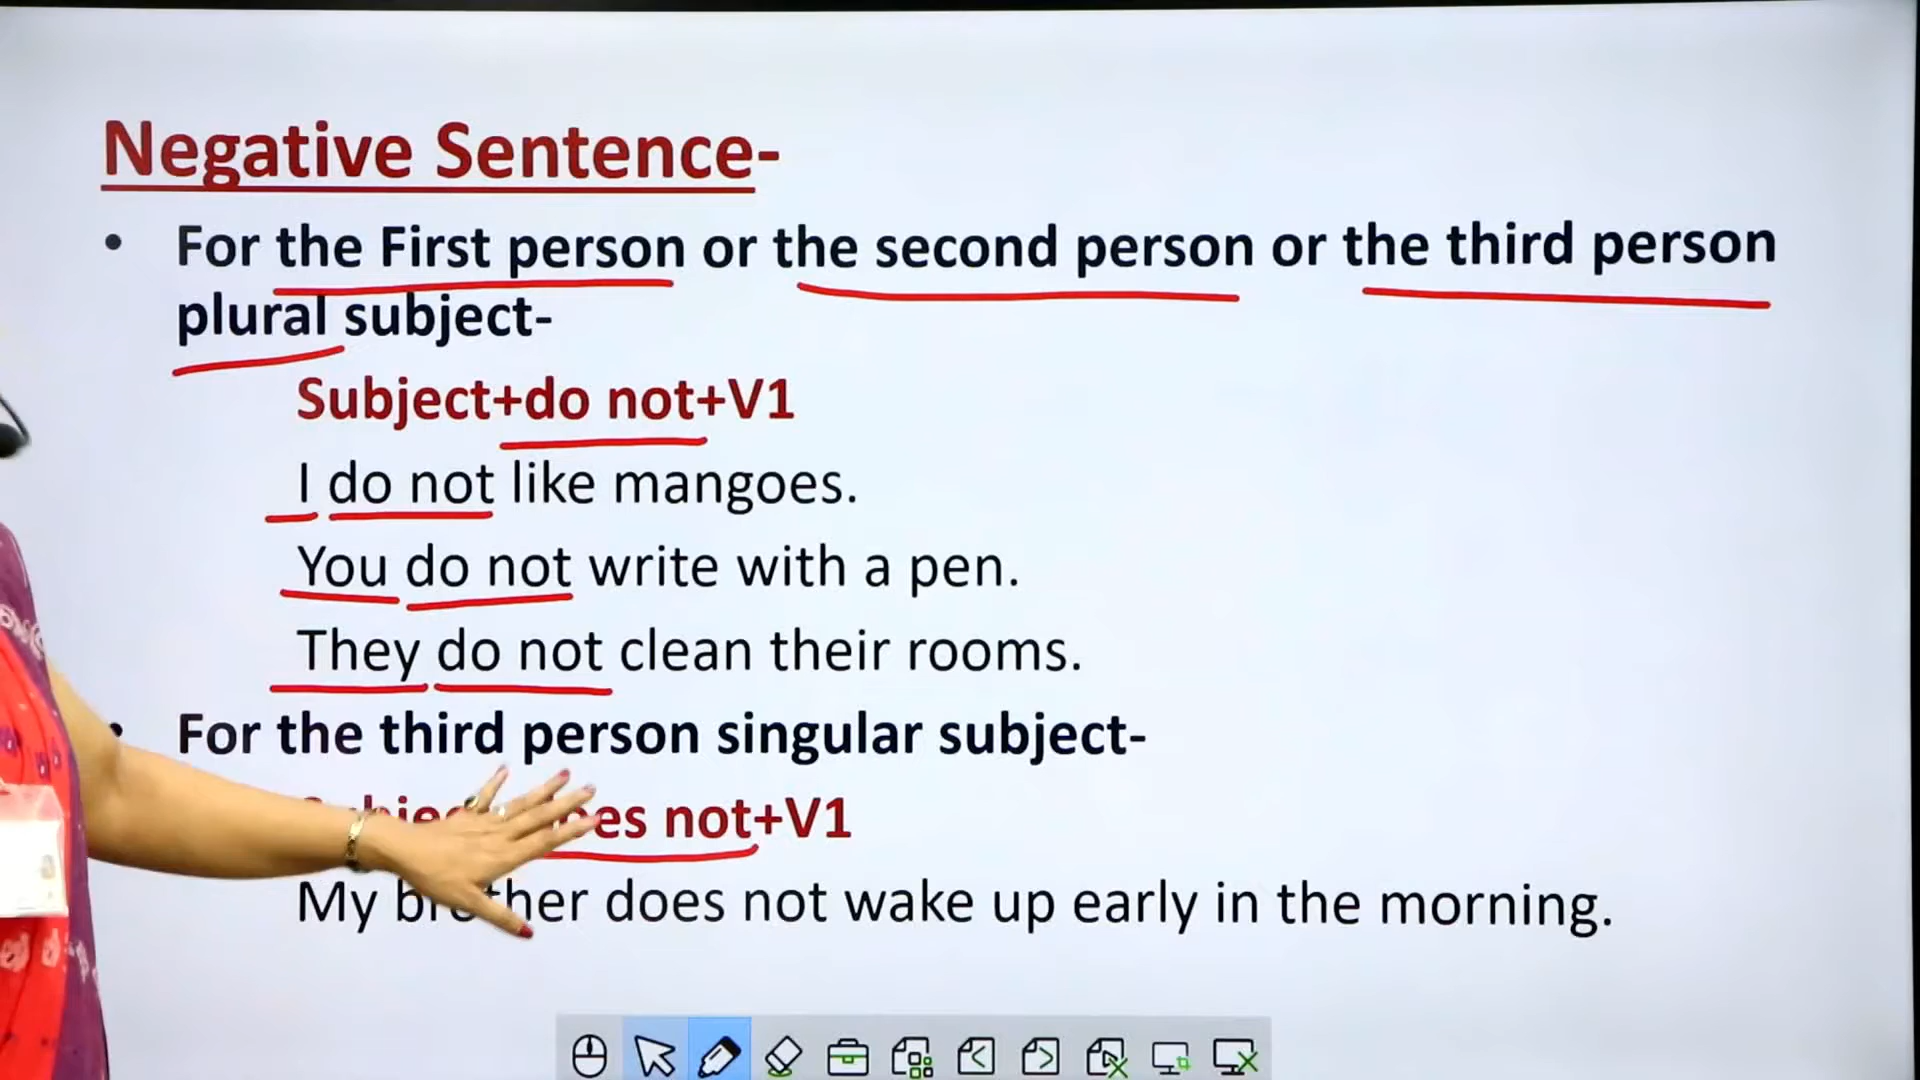 Negative Sentence-
• For the First person or the second person or the third person
plural subject-
Subject+do not+V1
I do not like mangoes.
You do not write with a pen.
They do not clean their rooms.
• For the third person singular subject-
not+V1
My brother does not wake up early in the morning.